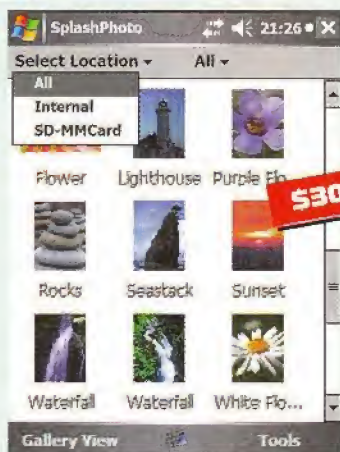 SplashPhoto 21:26
Select Location All
All
Internal
SD-MMCard
Flower Lighthouse Purple Flo...
$30
Rocks Seastack Sunset
Waterfall Waterfall White Flo...
Gallery View Tools